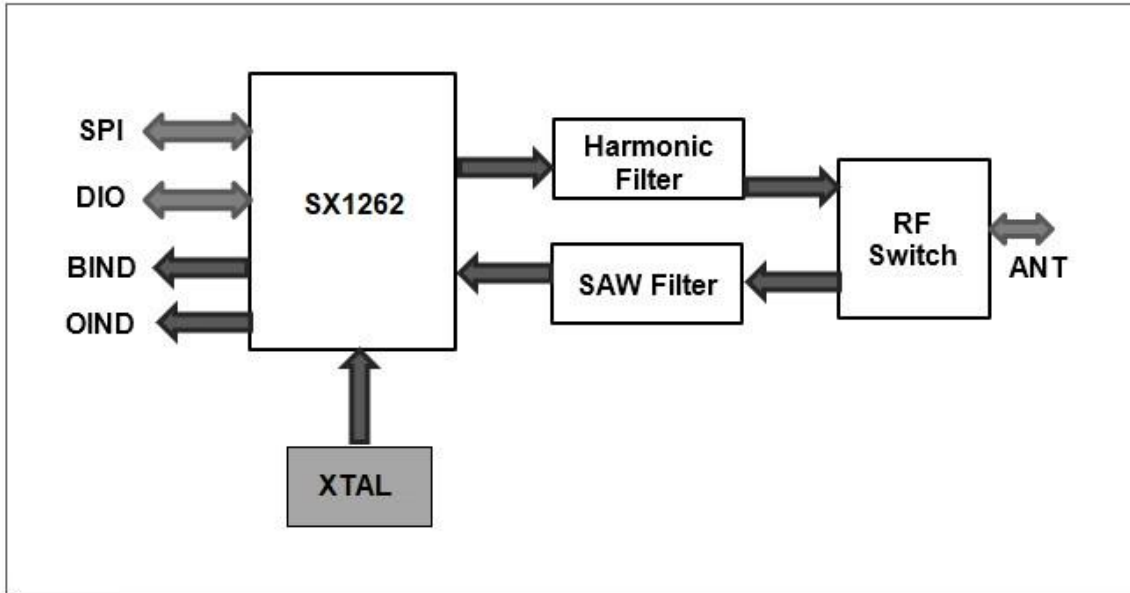 SPI
DIO
BIND
OIND
SX1262
XTAL
Harmonic
Filter
SAW Filter
RF
Switch
ANT